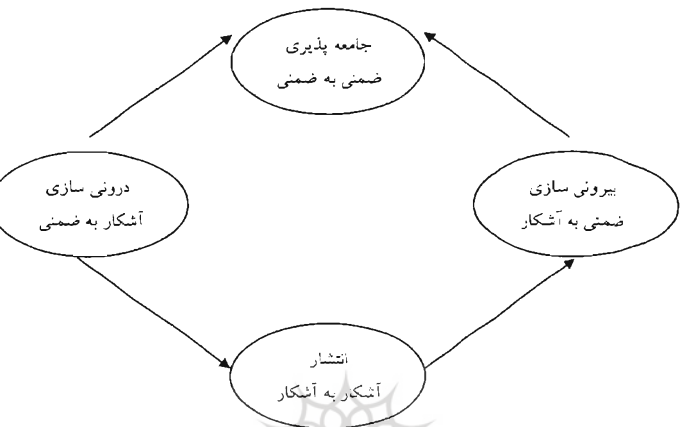 جامعه پذیری
ضمنی به ضمنی
بیرونی سازی
ضمنی به آشکار
درونی سازی
آشکار به ضمنی
انتشار
آشکار به آشکار